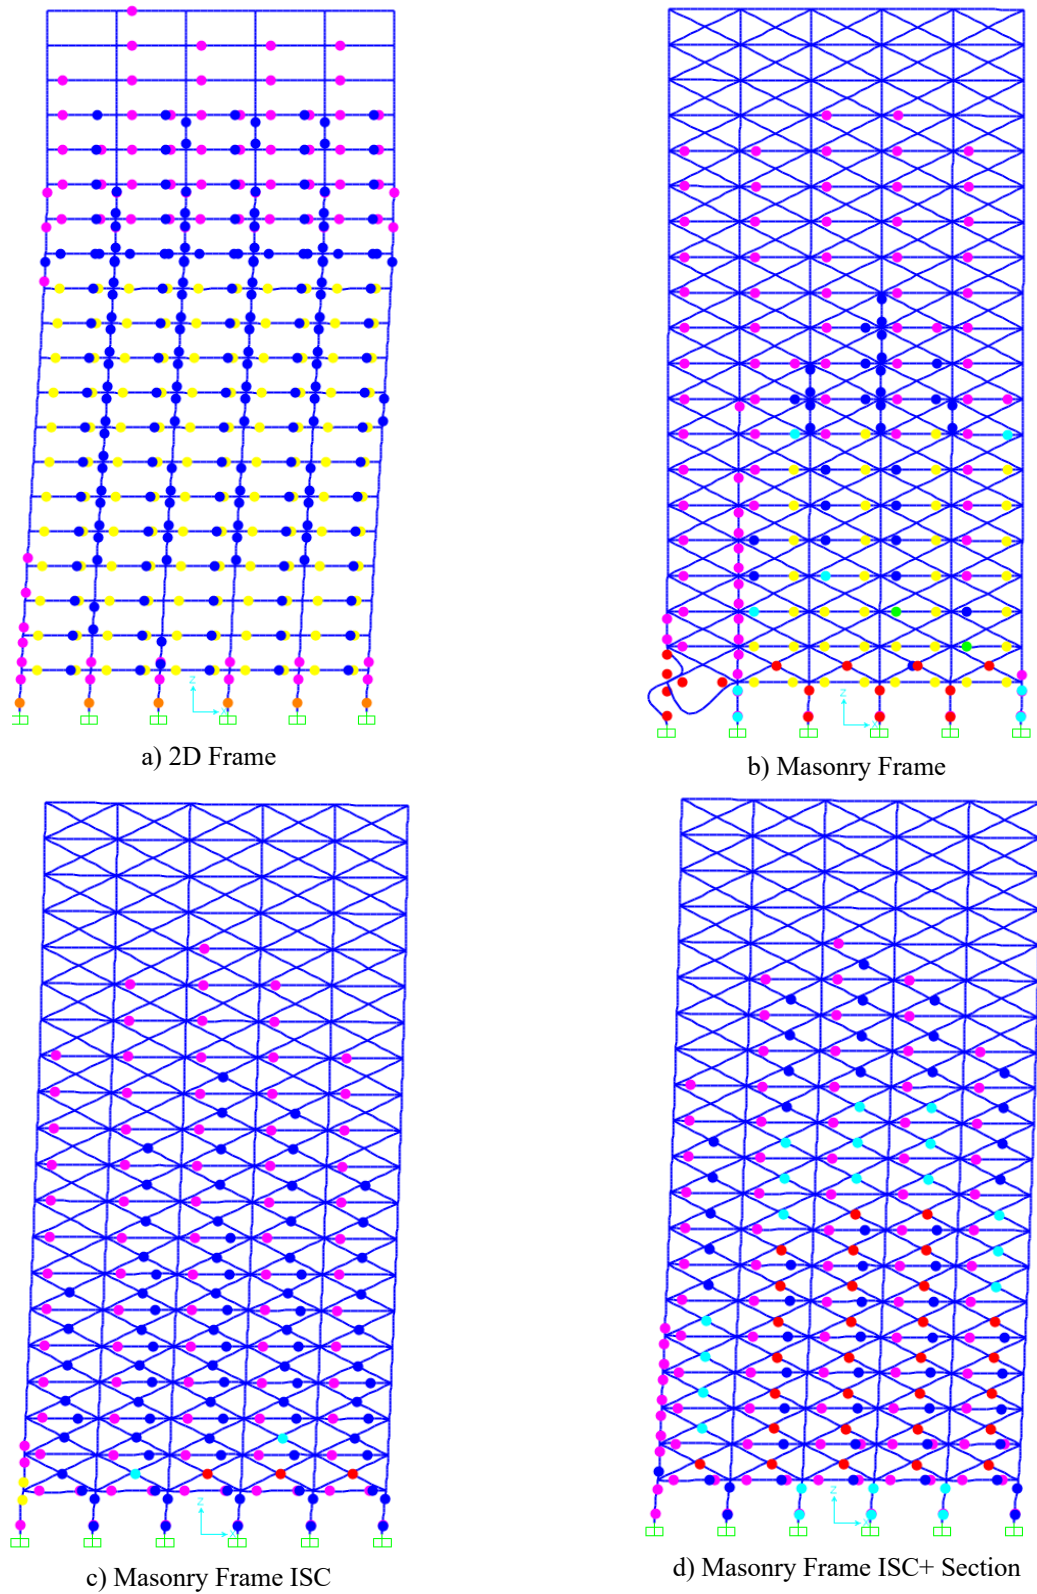 Z
X
a) 2D Frame
Z
X
b) Masonry Frame
Z
X
c) Masonry Frame ISC
Z
X
d) Masonry Frame ISC+ Section